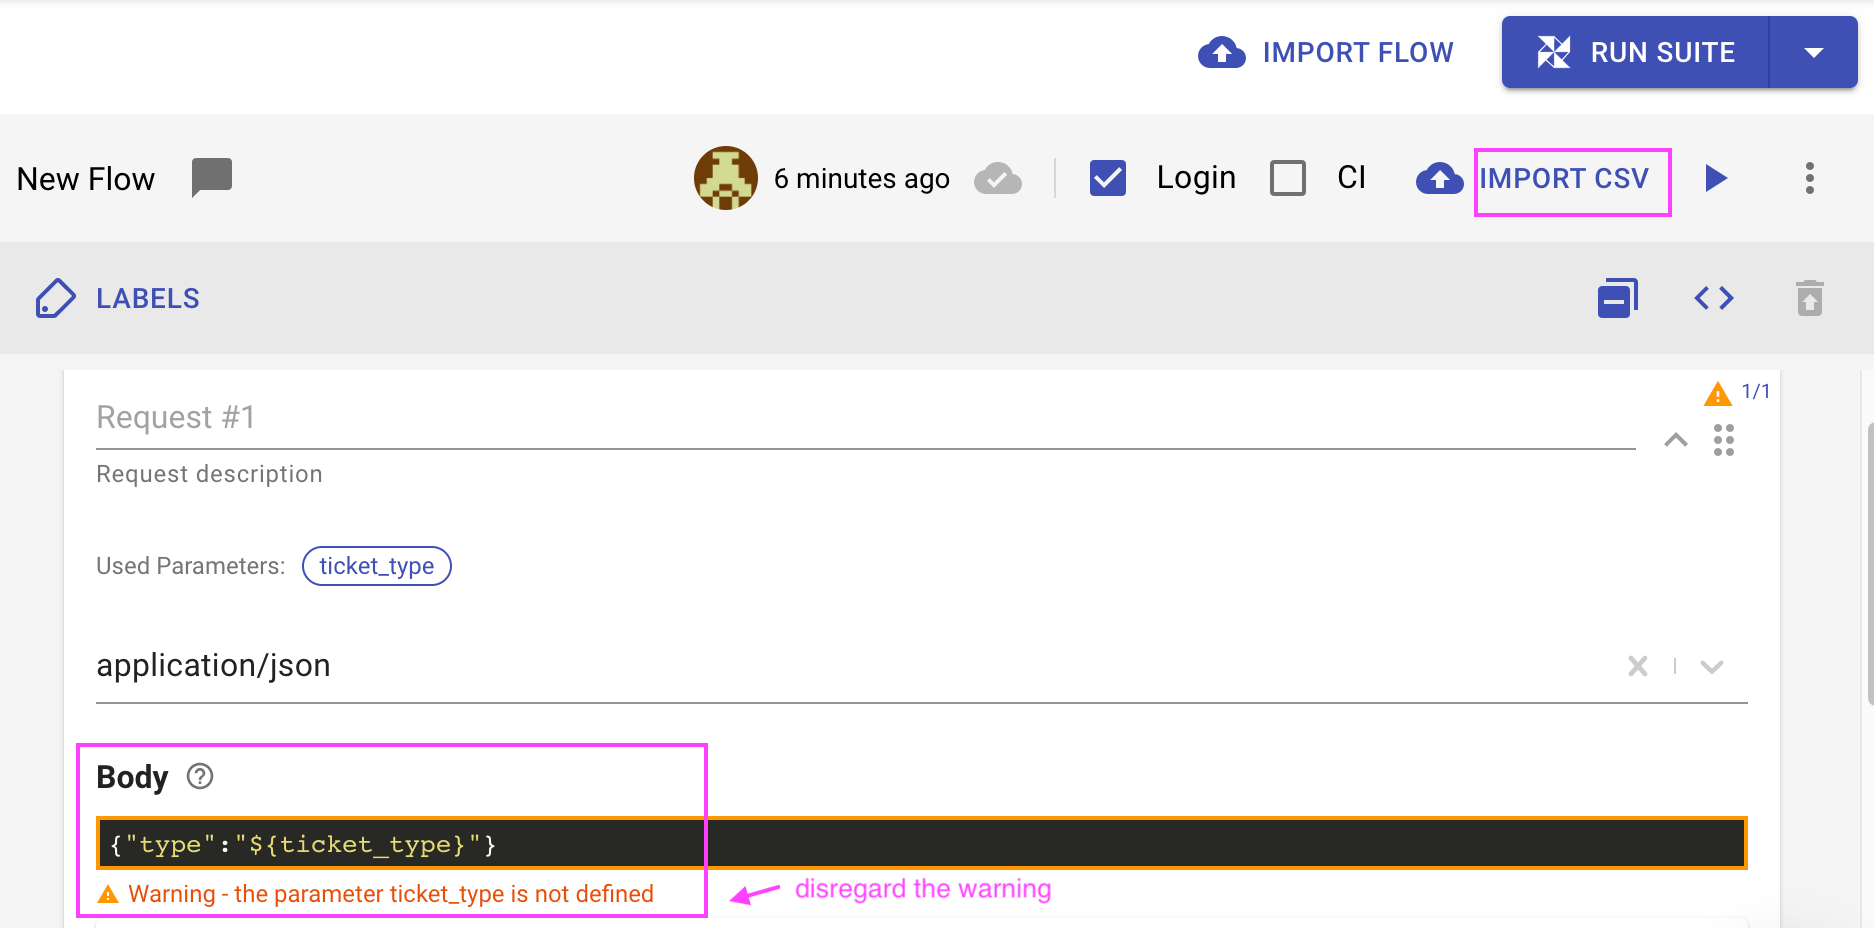 IMPORT FLOW
RUN SUITE
New Flow
6 minutes ago
Login
CI
IMPORT CSV
LABELS
1/1
Request #1
Request description
Used Parameters: ticket_type
application/json
Body
{"type":"${ticket_type}"}
Warning - the parameter ticket_type is not defined
disregard the warning